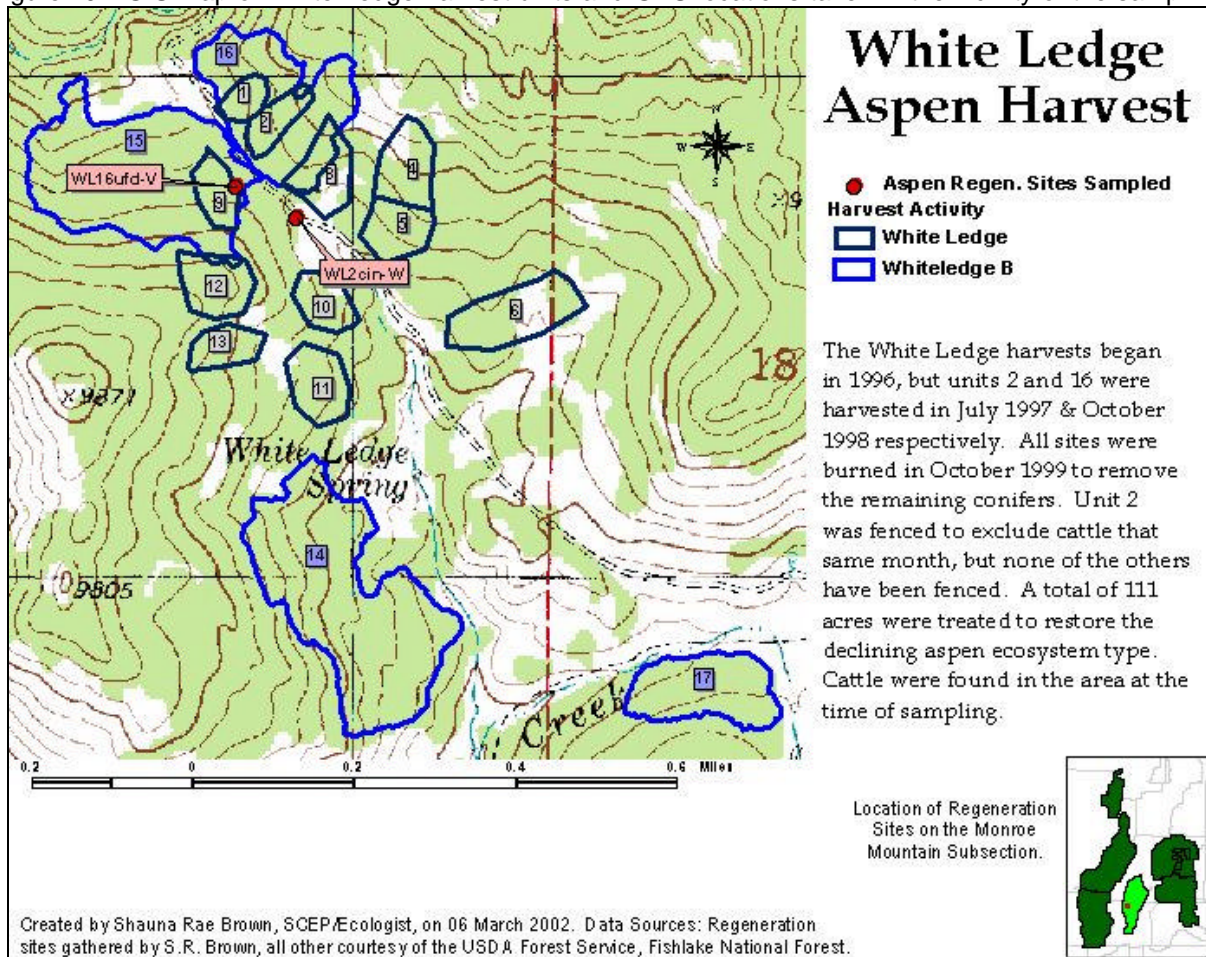 White Ledge
Aspen Harvest
N
W E
S
Aspen Regen. Sites Sampled
Harvest Activity
White Ledge
Whiteledge B
The White Ledge harvests began
in 1996, but units 2 and 16 were
harvested in July 1997 & October
1998 respectively. All sites were
burned in October 1999 to remove
the remaining conifers. Unit 2
was fenced to exclude cattle that
same month, but none of the others
have been fenced. A total of 111
acres were treated to restore the
declining aspen ecosystem type.
Cattle were found in the area at the
time of sampling.
16
1
2
15
3
4
WL16ufd-V
9
5
WL2cin-W
12
10
6
13
18
11
x9871
White Ledge
Spring
14
9805
17
Creek
0.2 0 0.2 0.4 0.6 Miles
Location of Regeneration
Sites on the Monroe
Mountain Subsection.
Created by Shauna Rae Brown, SCEP/Ecologist, on 06 March 2002. Data Sources: Regeneration
sites gathered by S.R. Brown, all other courtesy of the USDA Forest Service, Fishlake National Forest.